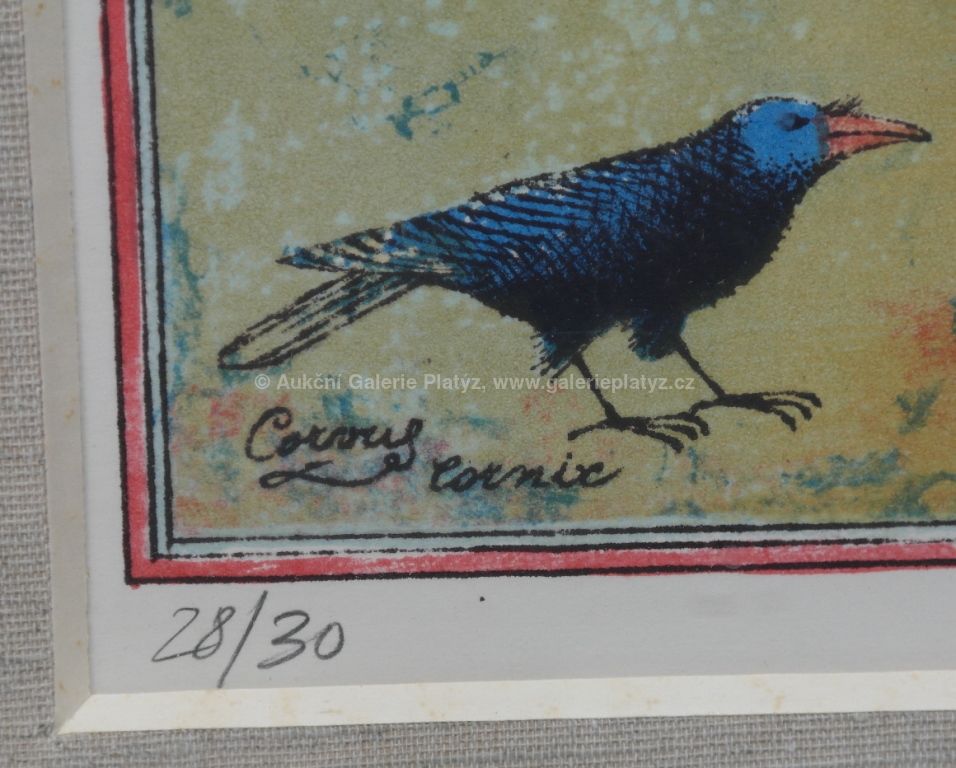 © Aukční Galerie Platýz, www.galerieplatyz.cz
Corvus cornix
28/30